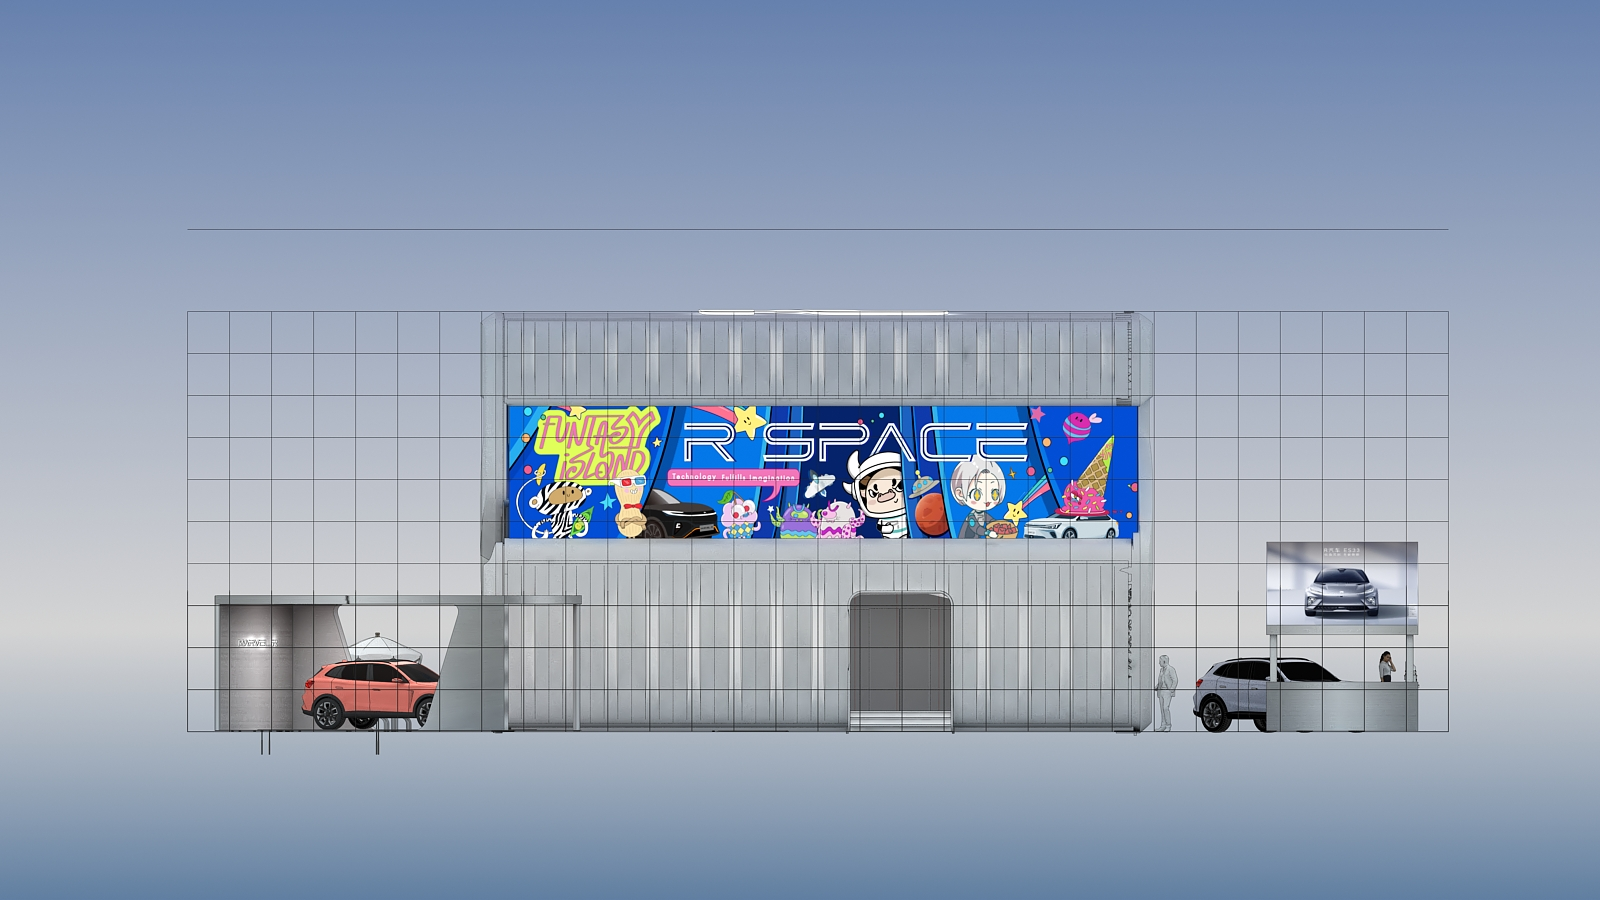 FUNTASY
ISLAND
R SPACE
Technology Fulfills Imagination
MARVEL R